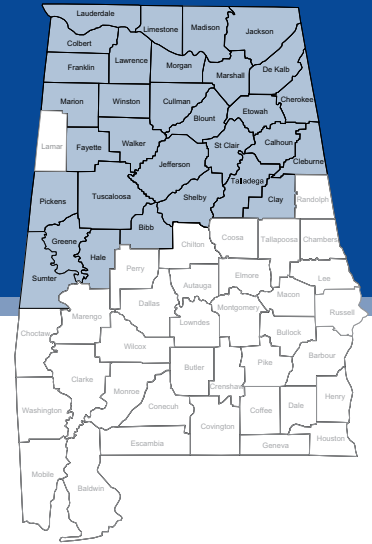 Lauderdale
Limestone
Madison
Jackson
Colbert
Lawrence
Franklin
Morgan
Marshall
De Kalb
Marion
Winston
Cullman
Cherokee
Etowah
Blount
Lamar
Fayette
Walker
St Clair
Calhoun
Jefferson
Cleburne
Talladega
Pickens
Tuscaloosa
Shelby
Clay
Randolph
Bibb
Greene
Hale
Chilton
Coosa
Tallapoosa
Chambers
Sumter
Perry
Elmore
Lee
Autauga
Macon
Dallas
Montgomery
Russell
Marengo
Lowndes
Choctaw
Bullock
Wilcox
Barbour
Butler
Pike
Clarke
Crenshaw
Monroe
Henry
Conecuh
Washington
Coffee
Dale
Covington
Escambia
Geneva
Houston
Mobile
Baldwin